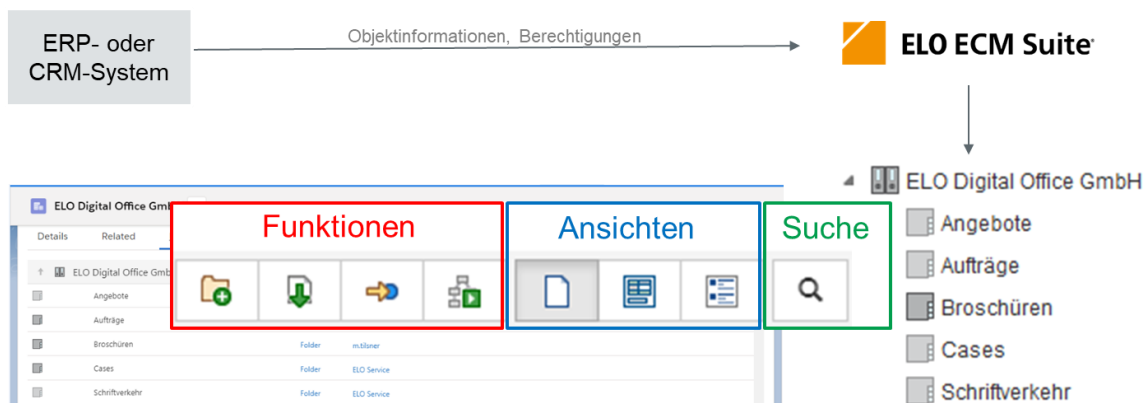 ERP- oder
CRM-System
Objektinformationen, Berechtigungen
ELO ECM Suite
ELO Digital Office GmbH
Angebote
Aufträge
Broschüren
Cases
Schriftverkehr
ELO Digital Office Gm
Details Related
Funktionen Ansichten Suche
ELO Digital Office Gmb
Angebote
Aufträge
Broschüren Folder m.tilsner
Cases Folder ELO Service
Schriftverkehr Folder ELO Service